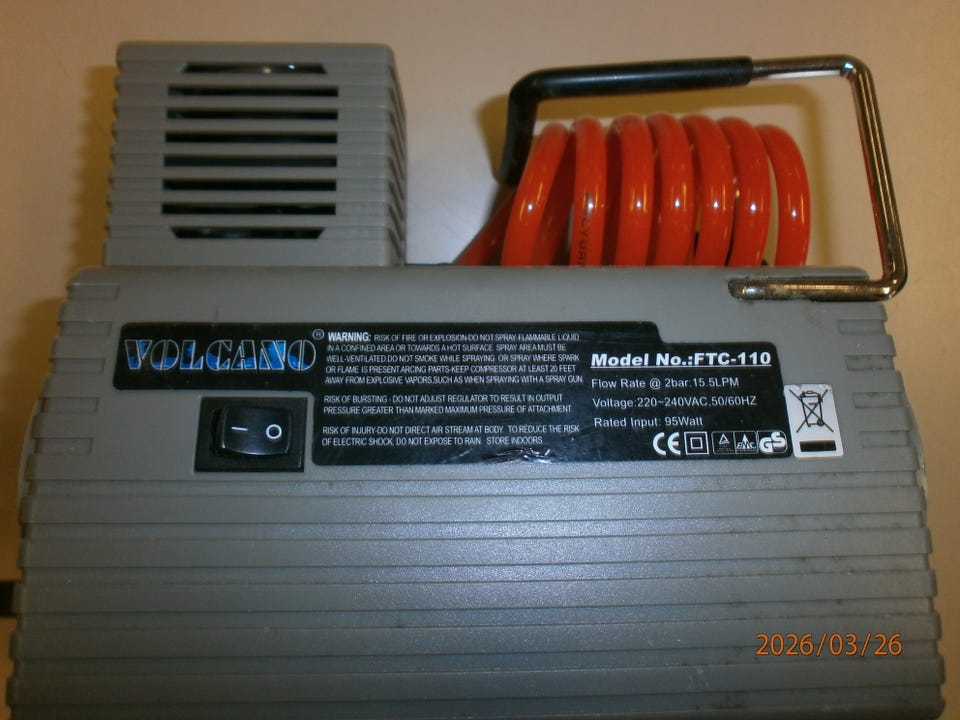 VOLCANO®
WARNING: RISK OF FIRE OR EXPLOSION-DO NOT SPRAY FLAMMABLE LIQUID
IN A CONFINED AREA OR TOWARDS A HOT SURFACE. SPRAY AREA MUST BE
WELL-VENTILATED.DO NOT SMOKE WHILE SPRAYING OR SPRAY WHERE SPARK
OR FLAME IS PRESENT.ARCING PARTS-KEEP COMPRESSOR AT LEAST 20 FEET
AWAY FROM EXPLOSIVE VAPORS,SUCH AS WHEN SPRAYING WITH A SPRAY GUN.
RISK OF BURSTING - DO NOT ADJUST REGULATOR TO RESULT IN OUTPUT
PRESSURE GREATER THAN MARKED MAXIMUM PRESSURE OF ATTACHMENT.
RISK OF INJURY-DO NOT DIRECT AIR STREAM AT BODY. TO REDUCE THE RISK
OF ELECTRIC SHOCK, DO NOT EXPOSE TO RAIN. STORE INDOORS.
Model No.:FTC-110
Flow Rate @ 2bar:15.5LPM
Voltage:220~240VAC,50/60HZ
Rated Input: 95Watt
CE EMC GS
2026/03/26